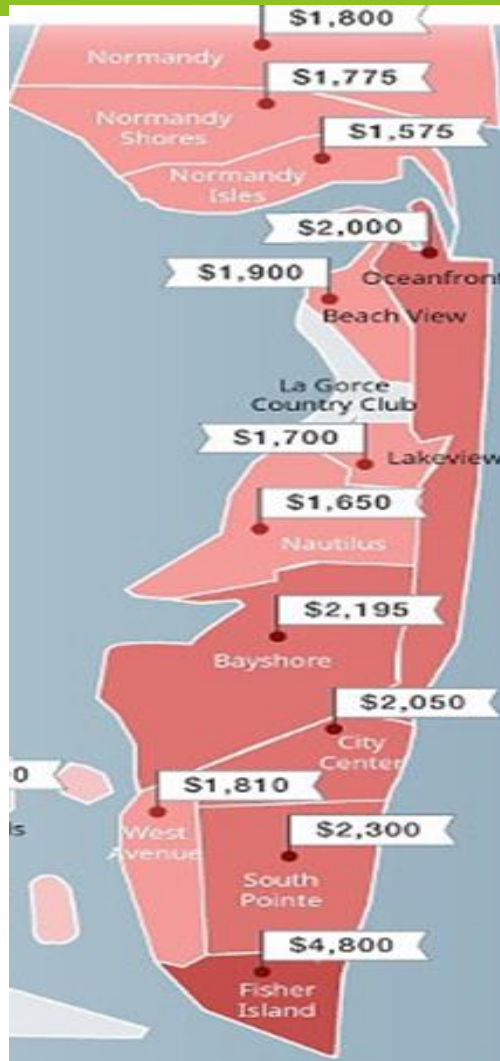 $1,800
Normandy
$1,775
Normandy
Shores
$1,575
Normandy
Isles
$2,000
Oceanfront
$1,900
Beach View
La Gorce
Country Club
$1,700
Lakeview
$1,650
Nautilus
$2,195
Bayshore
$2,050
City
Center
$1,810
West
Avenue
$2,300
South
Pointe
$4,800
Fisher
Island